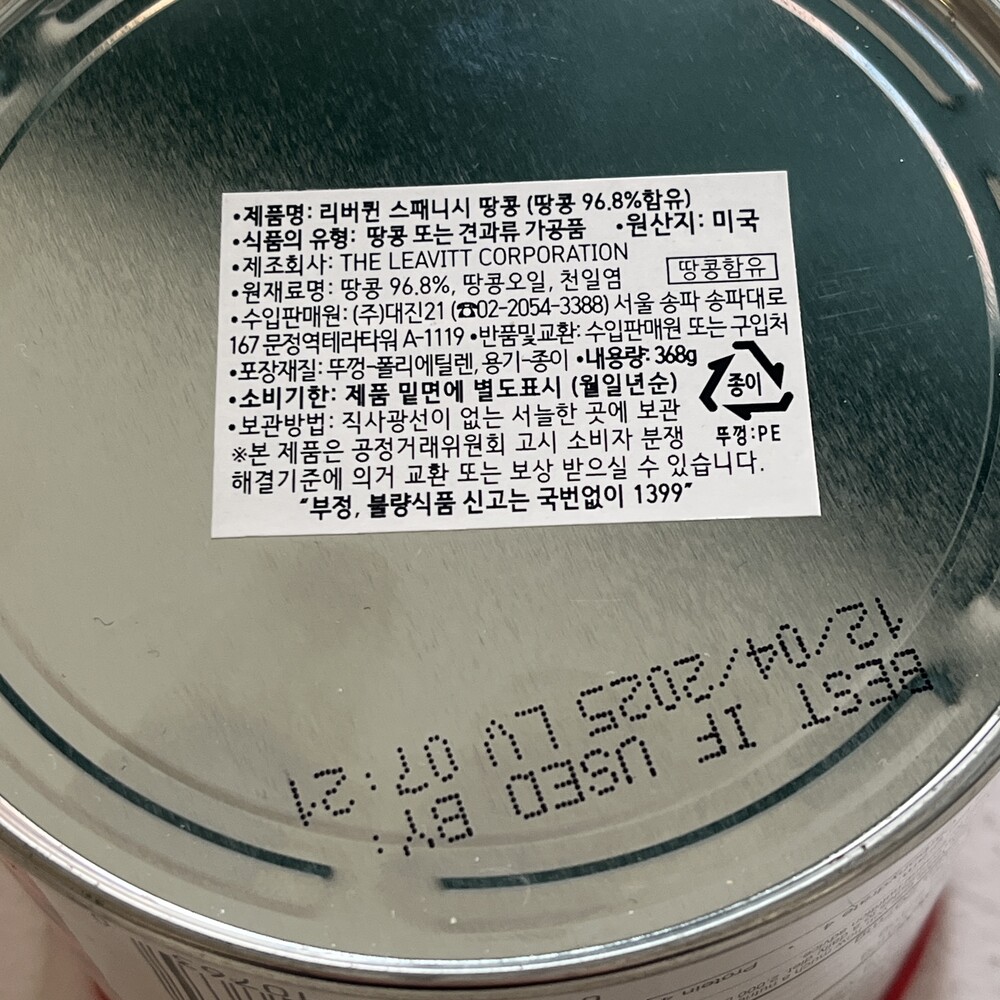 •제품명: 리버퀸 스패니시 땅콩 (땅콩 96.8%함유)
•식품의 유형: 땅콩 또는 견과류 가공품 •원산지: 미국
•제조회사: THE LEAVITT CORPORATION
땅콩함유
•원재료명: 땅콩 96.8%, 땅콩오일, 천일염
•수입판매원: (주)대진21 (☎02-2054-3388) 서울 송파 송파대로
167 문정역테라타워 A-1119 •반품및교환: 수입판매원 또는 구입처
•포장재질: 뚜껑-폴리에틸렌, 용기-종이 •내용량: 368g
•소비기한: 제품 밑면에 별도표시 (월일년순)
종이
•보관방법: 직사광선이 없는 서늘한 곳에 보관
뚜껑:PE
※본 제품은 공정거래위원회 고시 소비자 분쟁
해결기준에 의거 교환 또는 보상 받으실 수 있습니다.
"부정, 불량식품 신고는 국번없이 1399"
BEST IF USED BY:
12/04/2025 LV 07:21
Protein